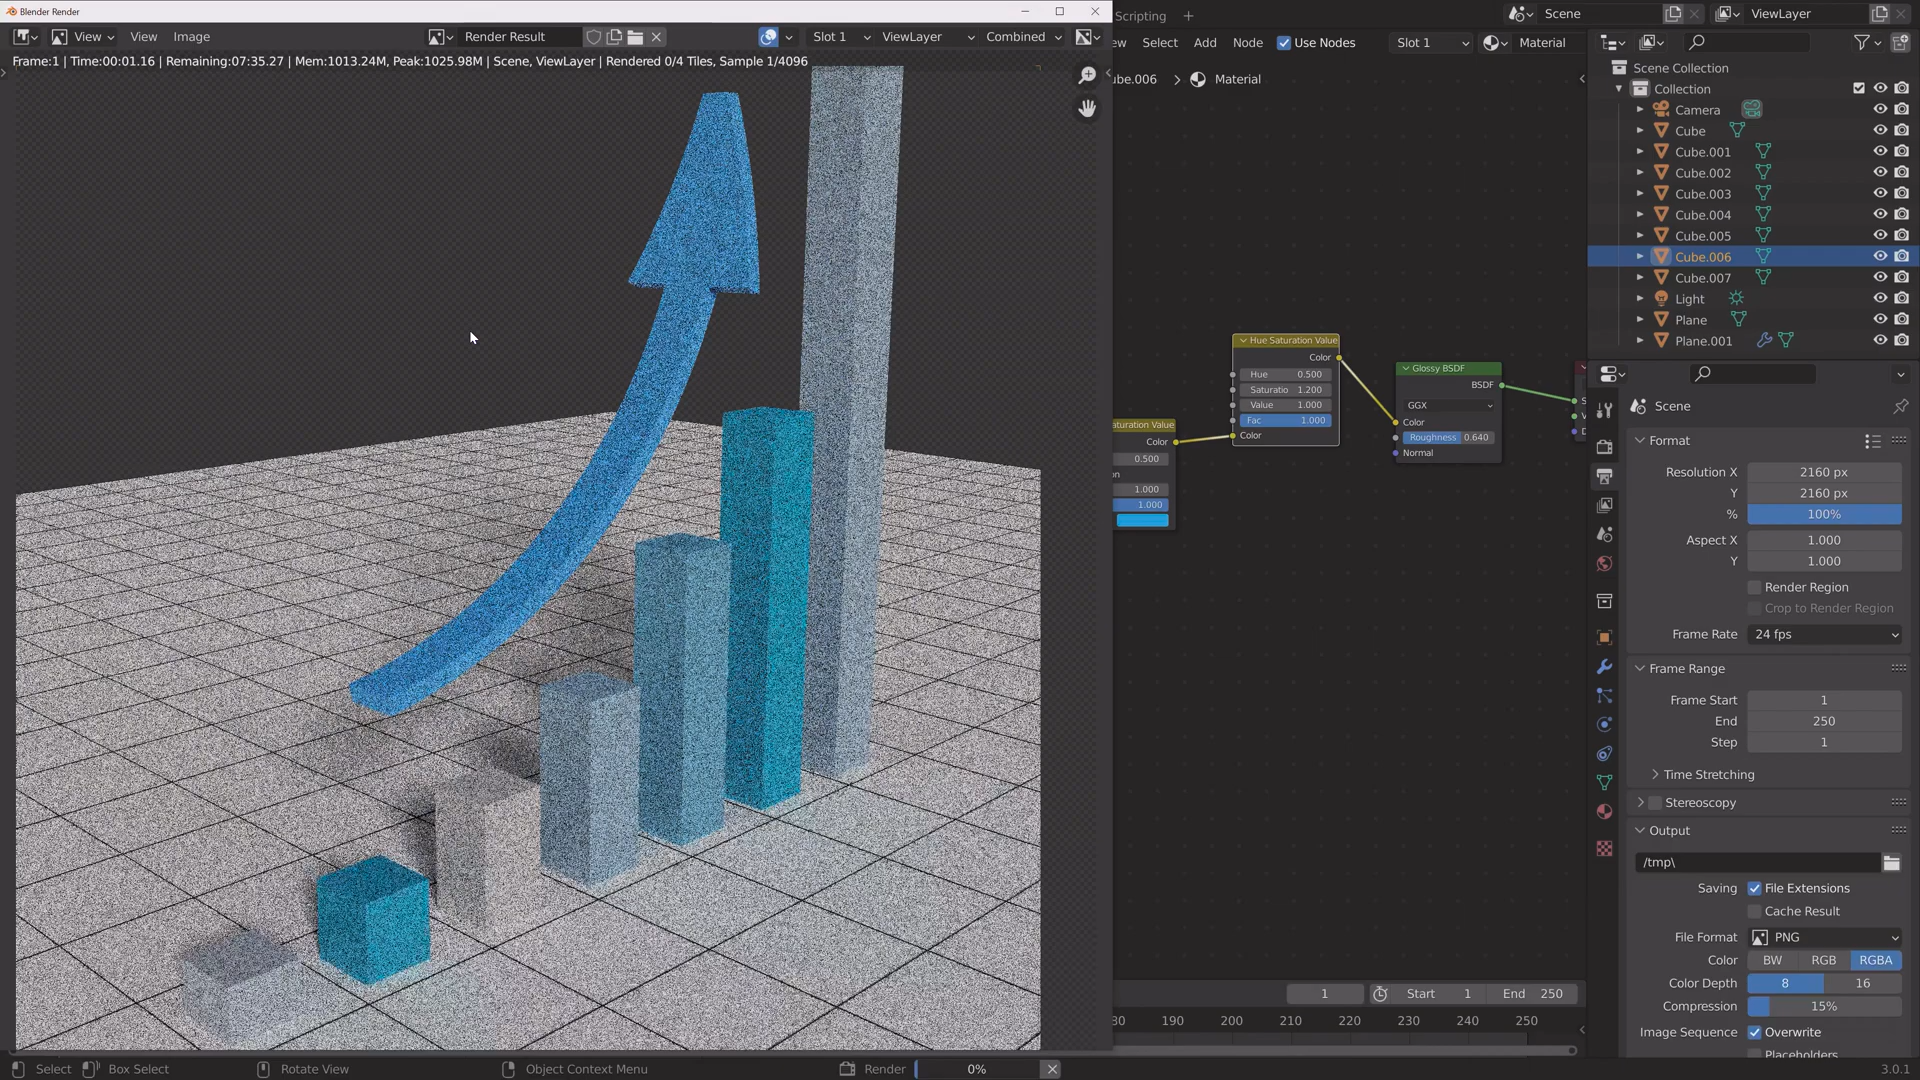 Blender Render
View
View
Image
Render Result
Slot 1
ViewLayer
Combined
Frame:1 | Time:00:01.16 | Remaining:07:35.27 | Mem:1013.24M, Peak:1025.98M | Scene, ViewLayer | Rendered 0/4 Tiles, Sample 1/4096
Scripting
+
ew
Select
Add
Node
Use Nodes
Slot 1
Material
ube.006
Material
Hue Saturation Value
Color
Hue 0.500
Saturatio 1.200
Value 1.000
Fac 1.000
Color
aturation Value
Color
0.500
on
1.000
1.000
Glossy BSDF
BSDF
GGX
Color
Roughness 0.640
Normal
Scene
ViewLayer
Scene Collection
Collection
Camera
Cube
Cube.001
Cube.002
Cube.003
Cube.004
Cube.005
Cube.006
Cube.007
Light
Plane
Plane.001
Scene
Format
Resolution X 2160 px
Y 2160 px
% 100%
Aspect X 1.000
Y 1.000
Render Region
Crop to Render Region
Frame Rate 24 fps
Frame Range
Frame Start 1
End 250
Step 1
Time Stretching
Stereoscopy
Output
/tmp\
Saving File Extensions
Cache Result
File Format PNG
Color BW RGB RGBA
Color Depth 8 16
Compression 15%
Image Sequence Overwrite
Placeholders
1
Start 1
End 250
80 190 200 210 220 230 240 250
Select
Box Select
Rotate View
Object Context Menu
Render
0%
3.0.1